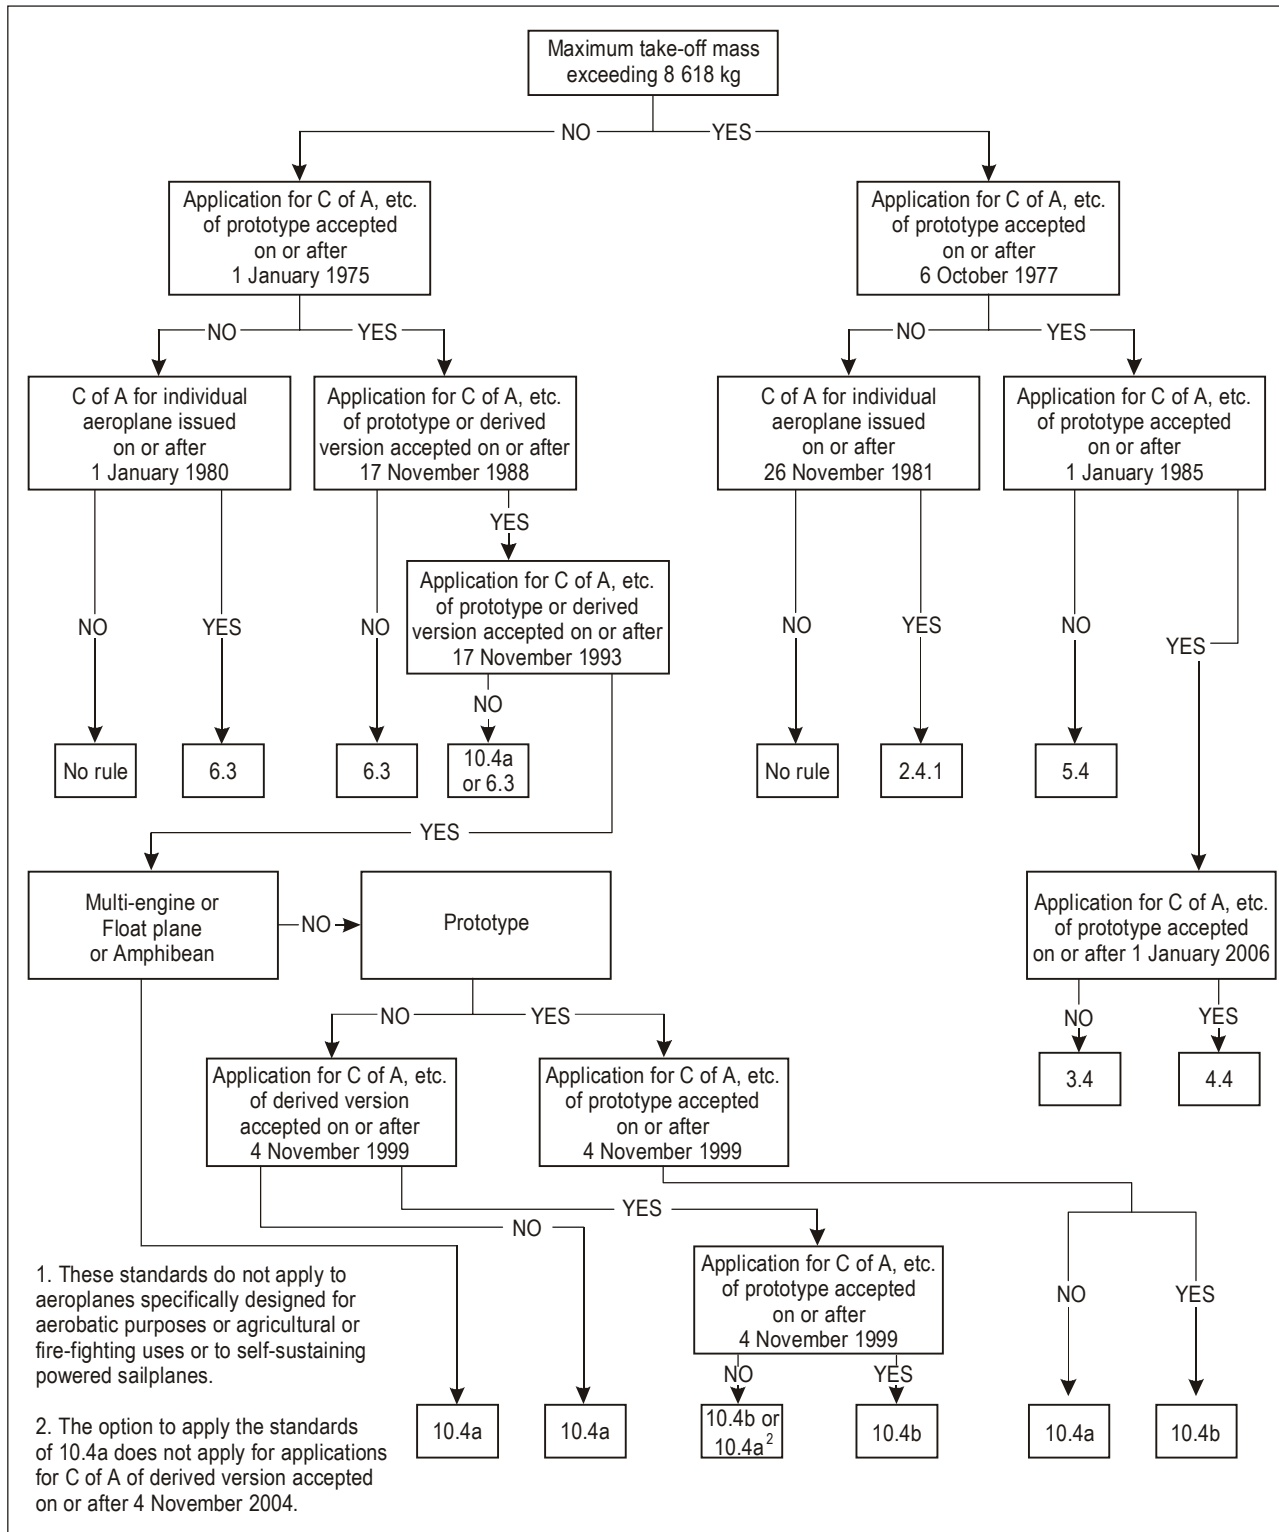 Maximum take-off mass
exceeding 8 618 kg
NO
YES
Application for C of A, etc.
of prototype accepted
on or after
1 January 1975
Application for C of A, etc.
of prototype accepted
on or after
6 October 1977
NO
YES
NO
YES
C of A for individual
aeroplane issued
on or after
1 January 1980
Application for C of A, etc.
of prototype or derived
version accepted on or after
17 November 1988
C of A for individual
aeroplane issued
on or after
26 November 1981
Application for C of A, etc.
of prototype accepted
on or after
1 January 1985
YES
Application for C of A, etc.
of prototype or derived
version accepted on or after
17 November 1993
NO
YES
NO
NO
YES
NO
YES
NO
No rule
6.3
6.3
10.4a
or 6.3
No rule
2.4.1
5.4
YES
Multi-engine or
Float plane
or Amphibean
NO
Prototype
Application for C of A, etc.
of prototype accepted
on or after 1 January 2006
NO
YES
NO
YES
3.4
4.4
Application for C of A, etc.
of derived version
accepted on or after
4 November 1999
Application for C of A, etc.
of prototype accepted
on or after
4 November 1999
YES
NO
Application for C of A, etc.
of prototype accepted
on or after
4 November 1999
NO
YES
NO
YES
1. These standards do not apply to
aeroplanes specifically designed for
aerobatic purposes or agricultural or
fire-fighting uses or to self-sustaining
powered sailplanes.
2. The option to apply the standards
of 10.4a does not apply for applications
for C of A of derived version accepted
on or after 4 November 2004.
10.4a
10.4a
10.4b or
10.4a2
10.4b
10.4a
10.4b